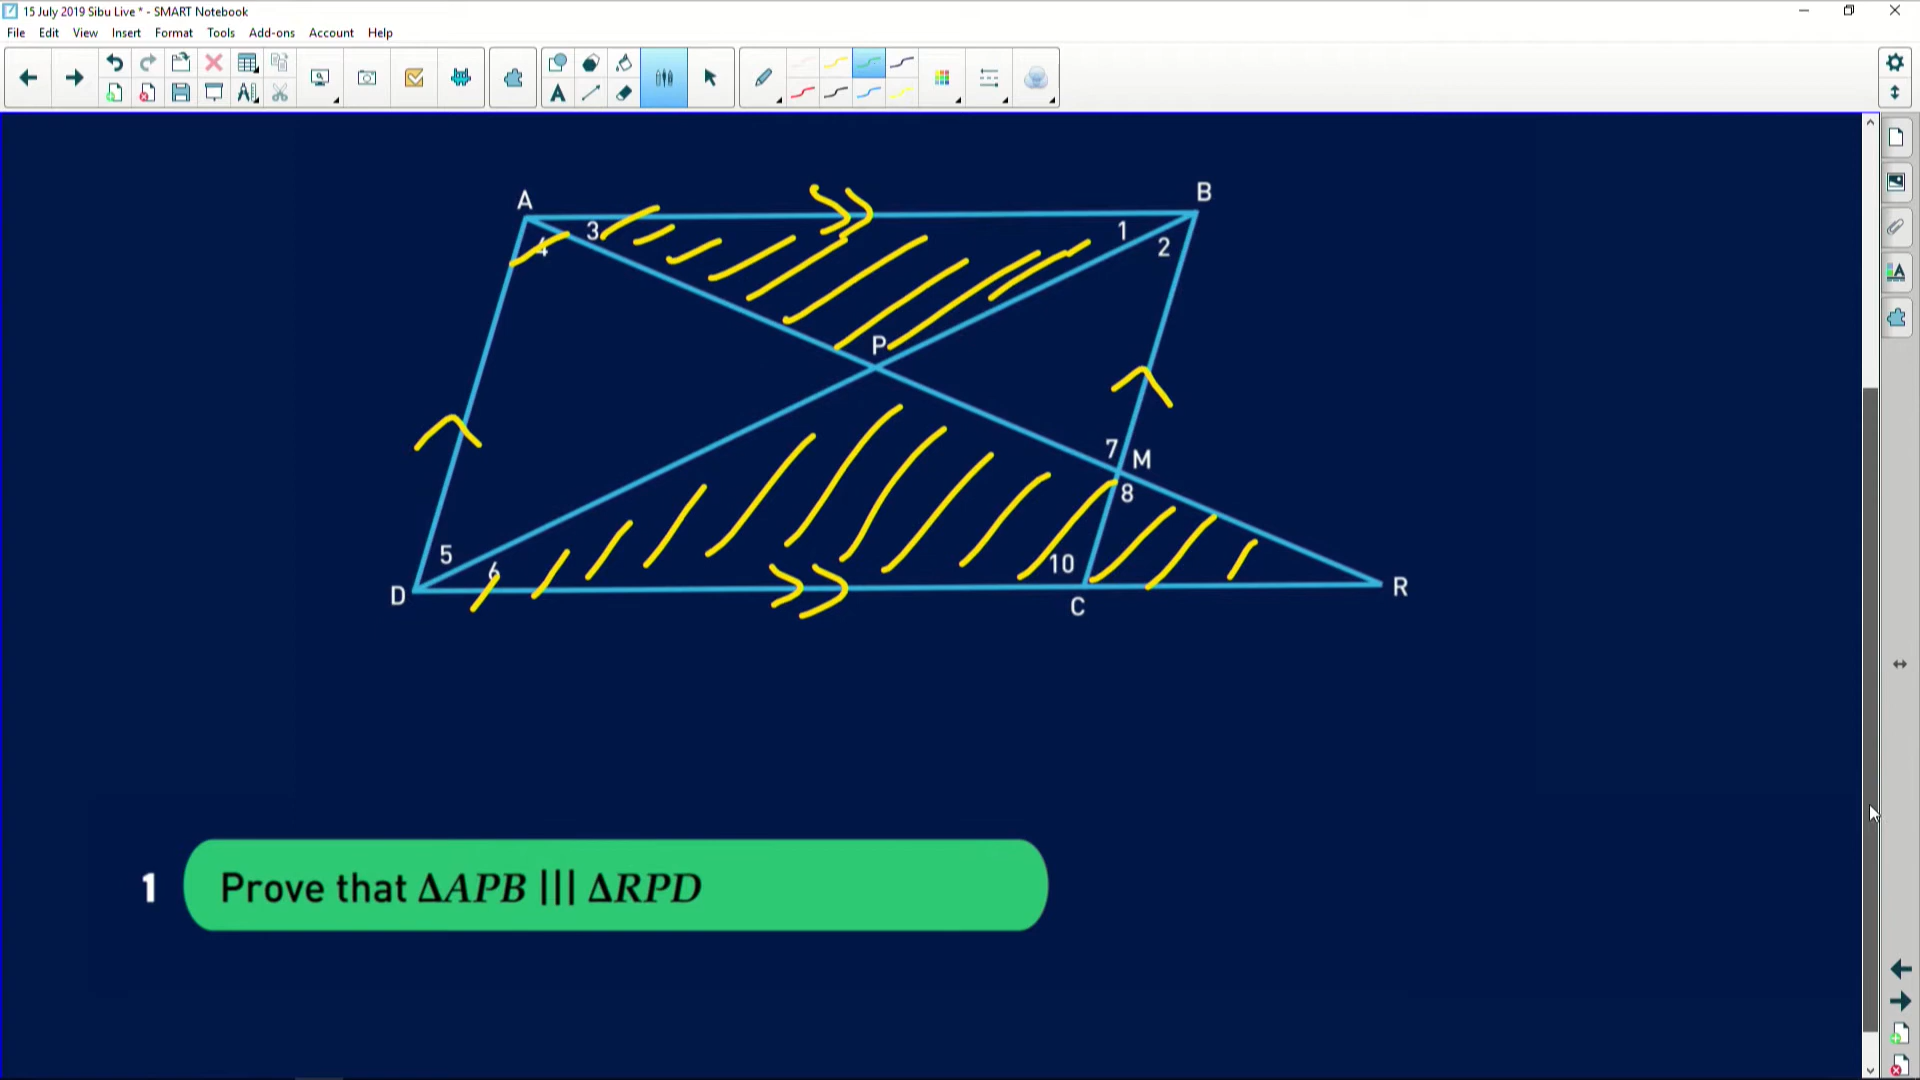 15 July 2019 Sibu Live * - SMART Notebook
File Edit View Insert Format Tools Add-ons Account Help
A B
3 1
4 2
P
7 M
8
5 10
6
D R
C
1 Prove that ΔAPB ||| ΔRPD